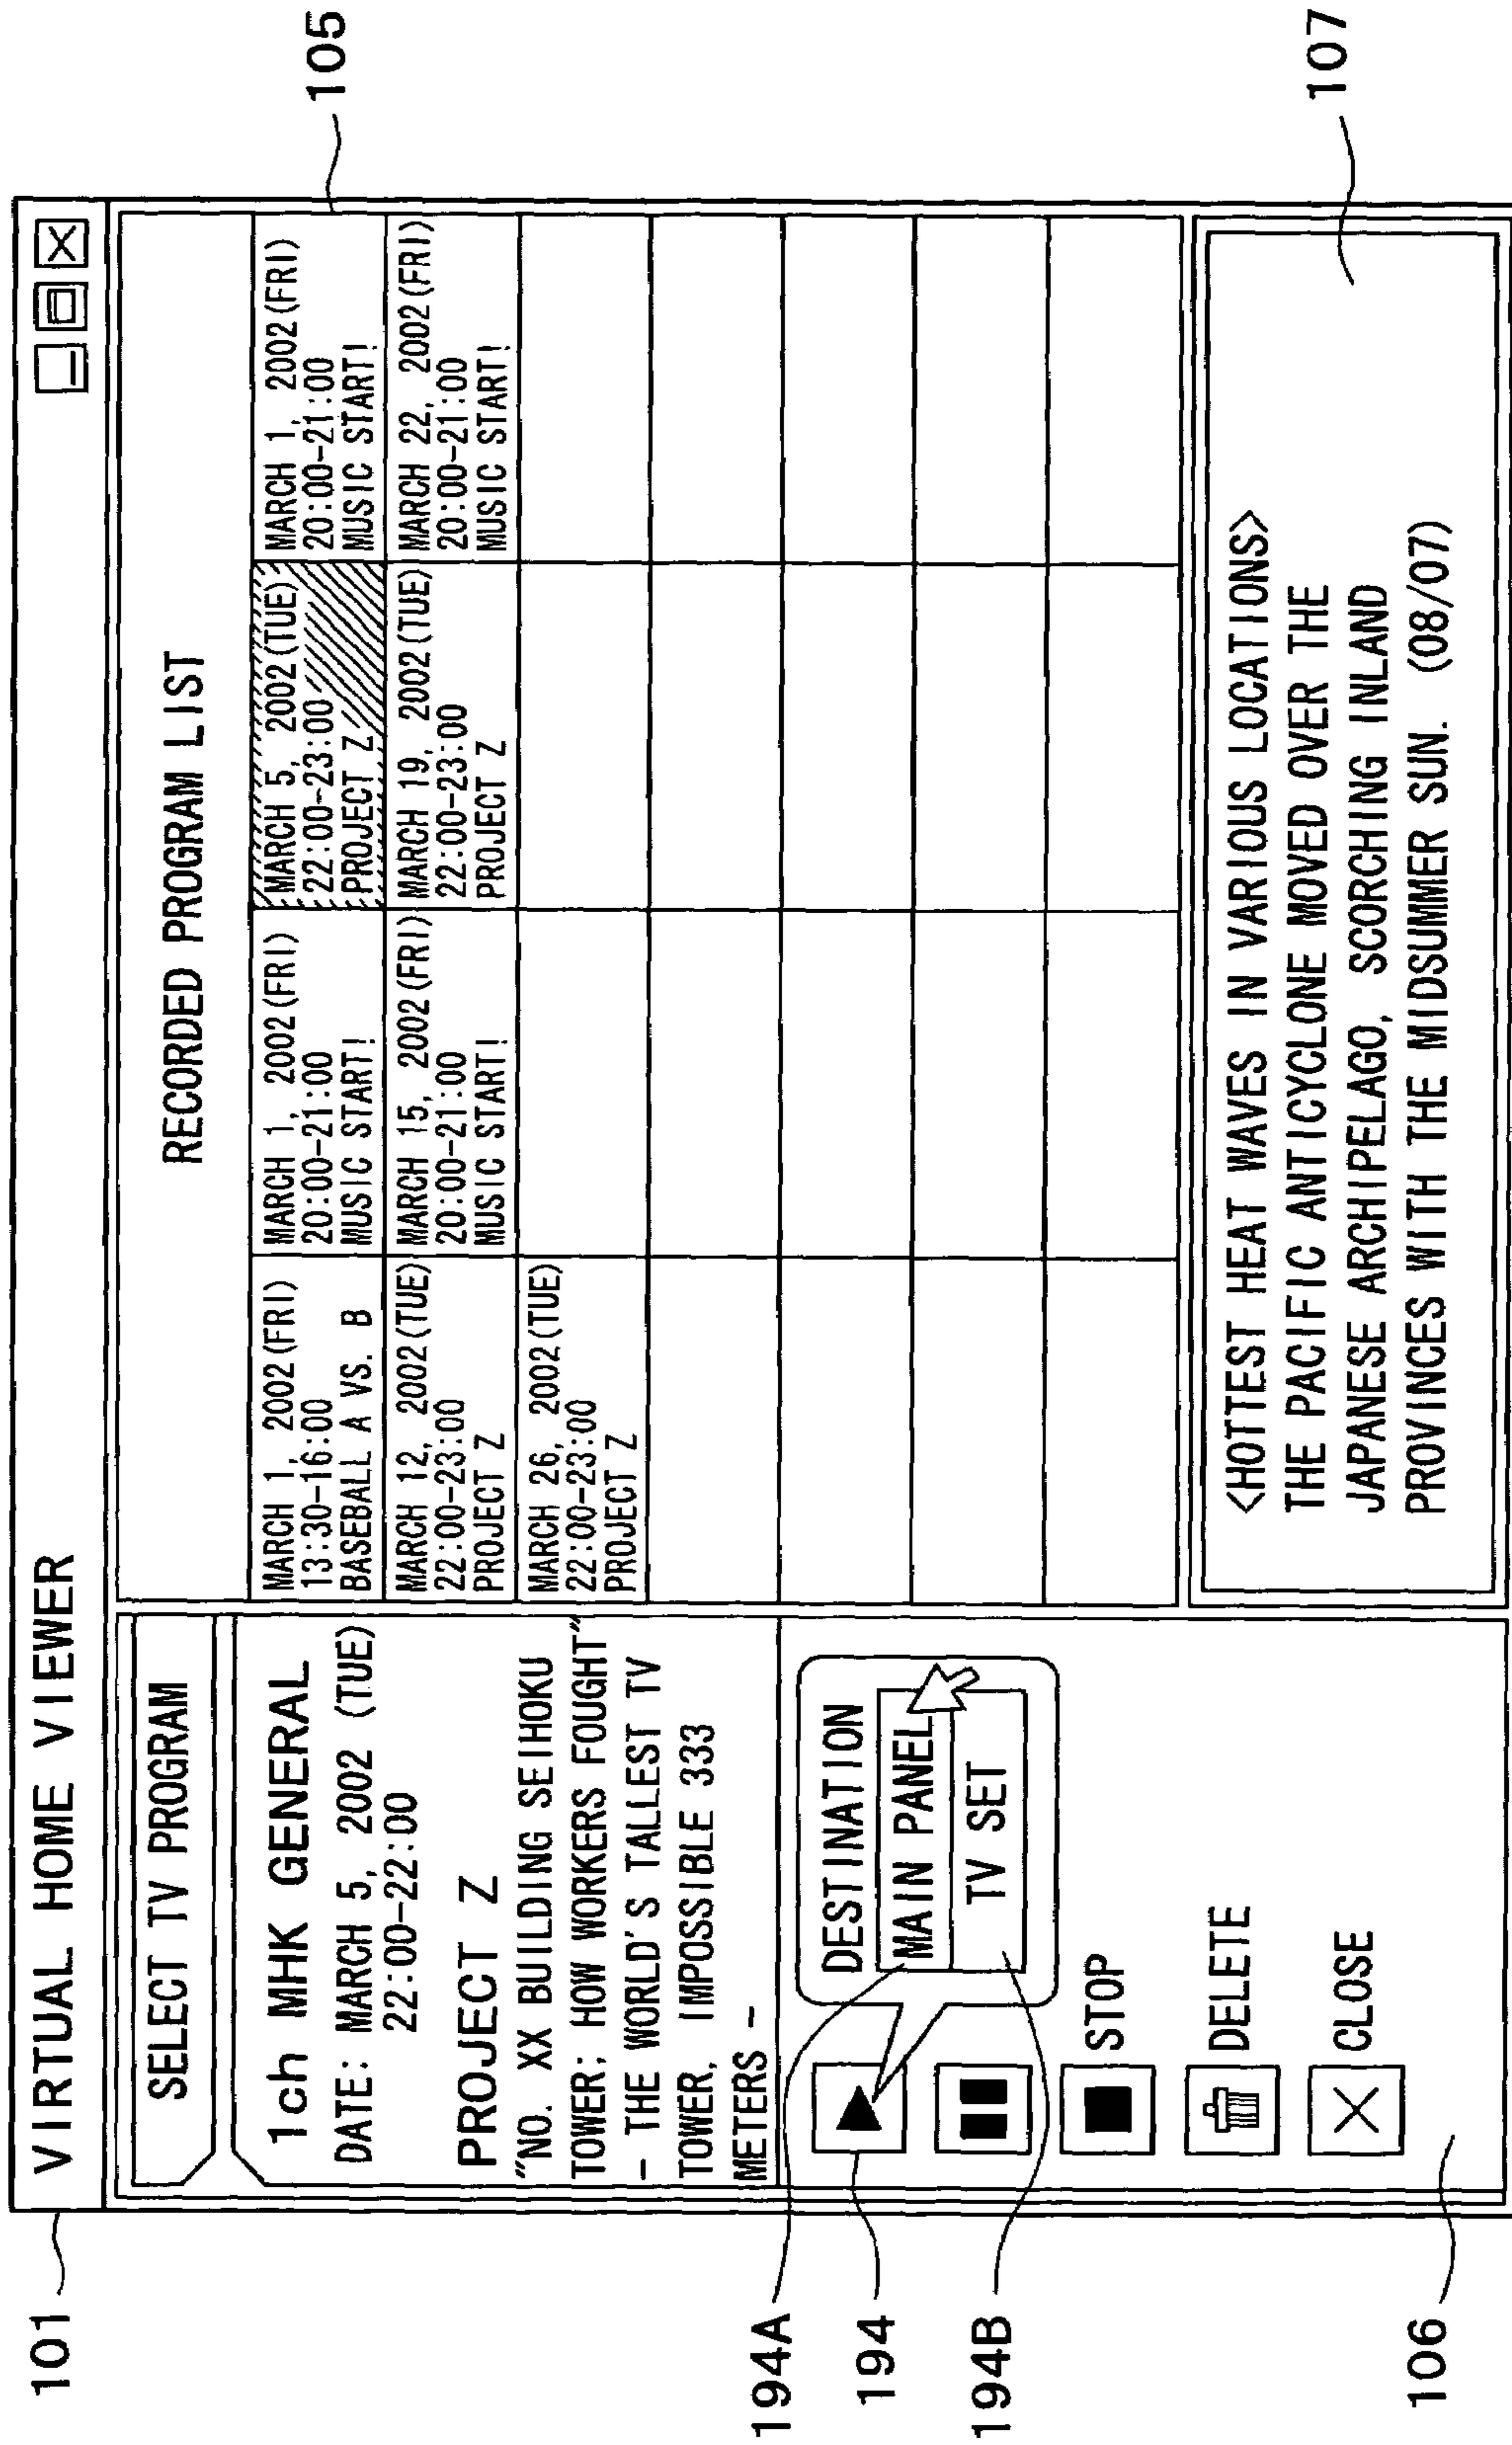 101
VIRTUAL HOME VIEWER
SELECT TV PROGRAM
1ch MHK GENERAL
DATE: MARCH 5, 2002 (TUE)
22:00-22:00
PROJECT Z
"NO. XX BUILDING SEIHOKU
TOWER: HOW WORKERS FOUGHT"
- THE WORLD'S TALLEST TV
TOWER, IMPOSSIBLE 333
METERS -
194A
194
194B
DESTINATION
MAIN PANEL
TV SET
STOP
DELETE
CLOSE
106
RECORDED PROGRAM LIST
105
MARCH 1, 2002(FRI)
13:30-16:00
BASEBALL A VS. B
MARCH 1, 2002(FRI)
20:00-21:00
MUSIC START!
MARCH 5, 2002(TUE)
22:00-23:00
PROJECT Z
MARCH 1, 2002(FRI)
20:00-21:00
MUSIC START!
MARCH 12, 2002(TUE)
22:00-23:00
PROJECT Z
MARCH 15, 2002(FRI)
20:00-21:00
MUSIC START!
MARCH 19, 2002(TUE)
22:00-23:00
PROJECT Z
MARCH 22, 2002(FRI)
20:00-21:00
MUSIC START!
MARCH 26, 2002(TUE)
22:00-23:00
PROJECT Z
<HOTTEST HEAT WAVES IN VARIOUS LOCATIONS>
THE PACIFIC ANTICYCLONE MOVED OVER THE
JAPANESE ARCHIPELAGO, SCORCHING INLAND
PROVINCES WITH THE MIDSUMMER SUN. (08/07)
107